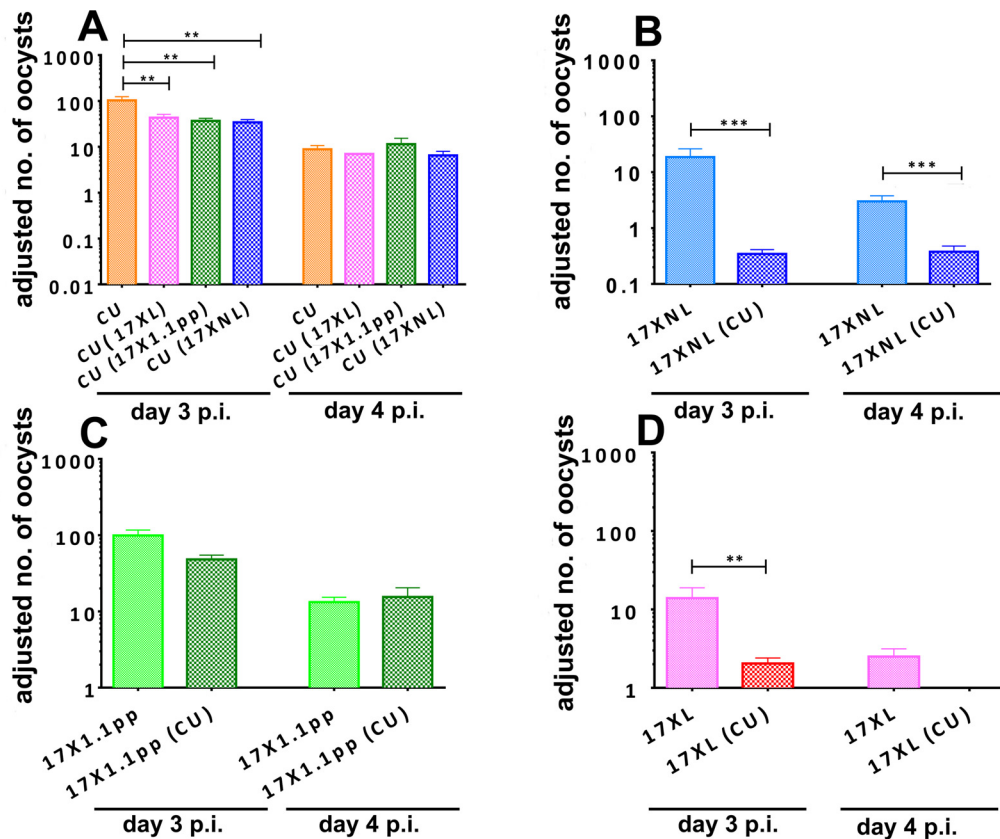 A
adjusted no. of oocysts
1000
100
10
1
0.1
0.01
**
**
**
CU
CU( 17XL)
CU (17X1.1pp)
CU (17XNL)
CU
CU (17XL)
CU (17X1.1pp)
CU (17XNL)
day 3 p.i.
day 4 p.i.
B
adjusted no. of oocysts
1000
100
10
1
0.1
***
***
17XNL
17XNL (CU)
17XNL
17XNL (CU)
day 3 p.i.
day 4 p.i.
C
adjusted no. of oocysts
1000
100
10
1
17X1.1pp
17X1.1pp (CU)
17X1.1pp
17X1.1pp (CU)
day 3 p.i.
day 4 p.i.
D
adjusted no. of oocysts
1000
100
10
1
**
17XL
17XL (CU)
17XL
17XL (CU)
day 3 p.i.
day 4 p.i.